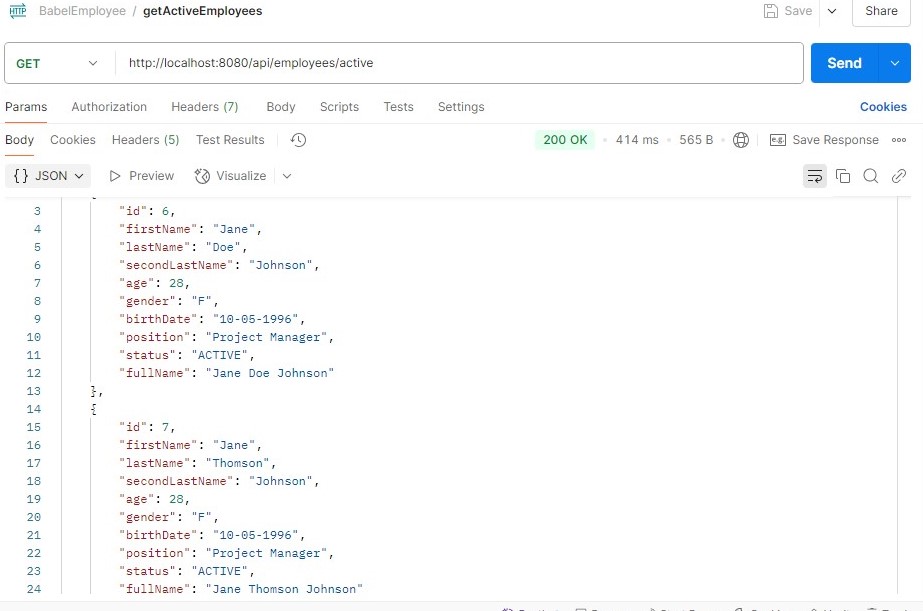 HTTP BabelEmployee / getActiveEmployees Save Share
GET http://localhost:8080/api/employees/active Send
Params Authorization Headers (7) Body Scripts Tests Settings Cookies
Body Cookies Headers (5) Test Results 200 OK • 414 ms • 565 B e.g. Save Response
{} JSON Preview Visualize
3 "id": 6,
4 "firstName": "Jane",
5 "lastName": "Doe",
6 "secondLastName": "Johnson",
7 "age": 28,
8 "gender": "F",
9 "birthDate": "10-05-1996",
10 "position": "Project Manager",
11 "status": "ACTIVE",
12 "fullName": "Jane Doe Johnson"
13 },
14 {
15 "id": 7,
16 "firstName": "Jane",
17 "lastName": "Thomson",
18 "secondLastName": "Johnson",
19 "age": 28,
20 "gender": "F",
21 "birthDate": "10-05-1996",
22 "position": "Project Manager",
23 "status": "ACTIVE",
24 "fullName": "Jane Thomson Johnson"